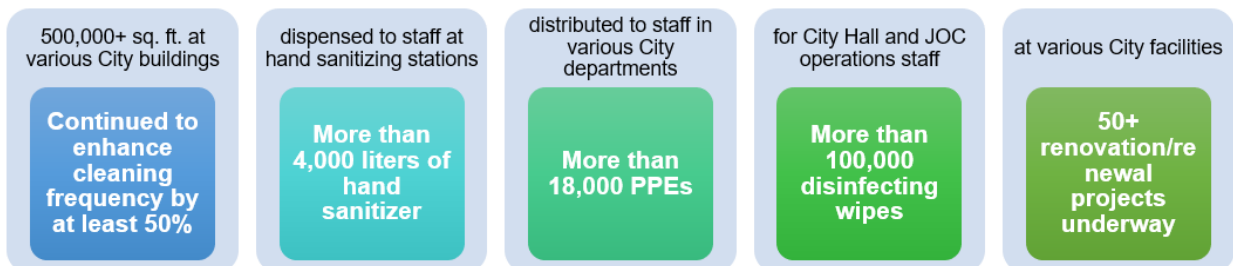 500,000+ sq. ft. at
various City buildings
Continued to
enhance
cleaning
frequency by
at least 50%
dispensed to staff at
hand sanitizing stations
More than
4,000 liters of
hand
sanitizer
distributed to staff in
various City
departments
More than
18,000 PPEs
for City Hall and JOC
operations staff
More than
100,000
disinfecting
wipes
at various City facilities
50+
renovation/re
newal
projects
underway